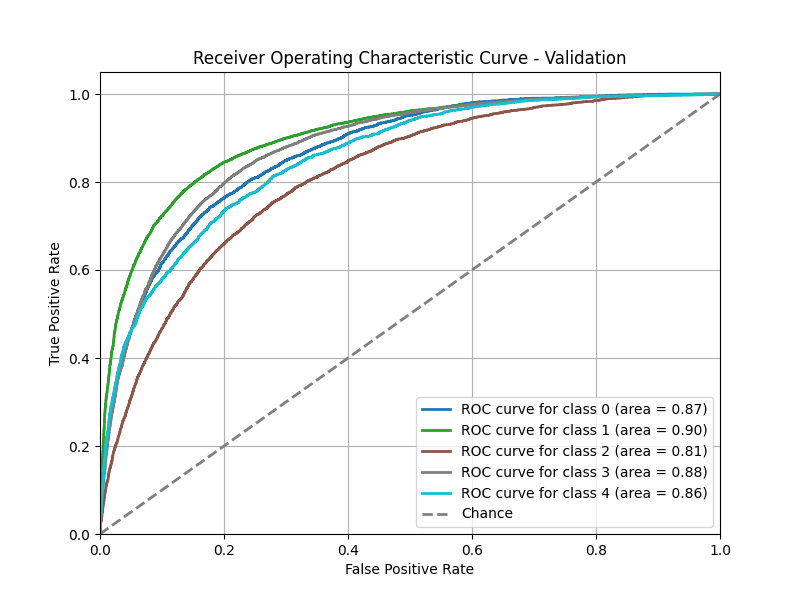 Receiver Operating Characteristic Curve - Validation
True Positive Rate
1.0
0.8
0.6
0.4
0.2
0.0
ROC curve for class 0 (area = 0.87)
ROC curve for class 1 (area = 0.90)
ROC curve for class 2 (area = 0.81)
ROC curve for class 3 (area = 0.88)
ROC curve for class 4 (area = 0.86)
Chance
0.0 0.2 0.4 0.6 0.8 1.0
False Positive Rate